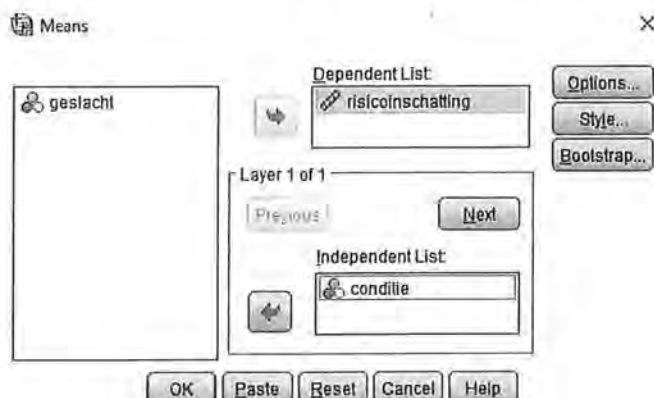 Means
Dependent List:
geslacht
risicoinschatting
Options...
Style...
Bootstrap...
Layer 1 of 1
Previous
Next
Independent List:
conditie
OK
Paste
Reset
Cancel
Help